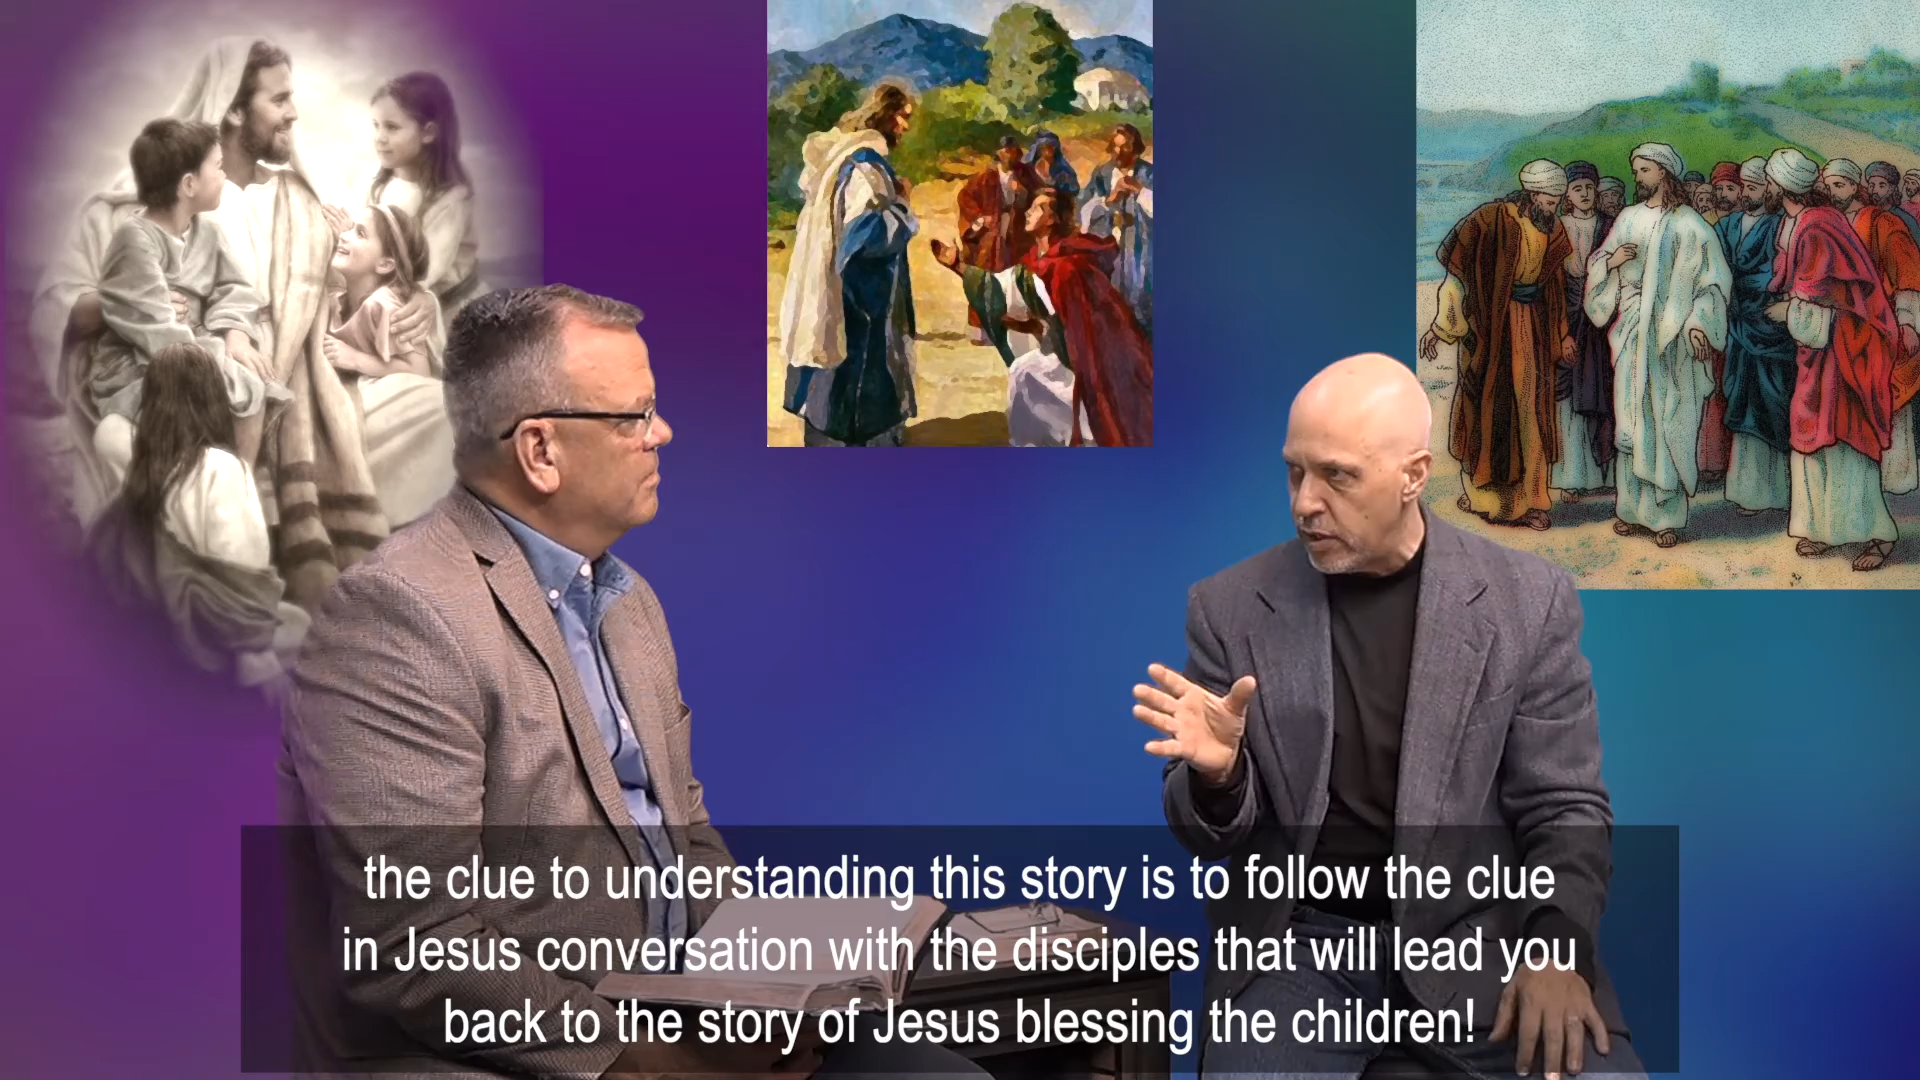 the clue to understanding this story is to follow the clue
in Jesus conversation with the disciples that will lead you
back to the story of Jesus blessing the children!